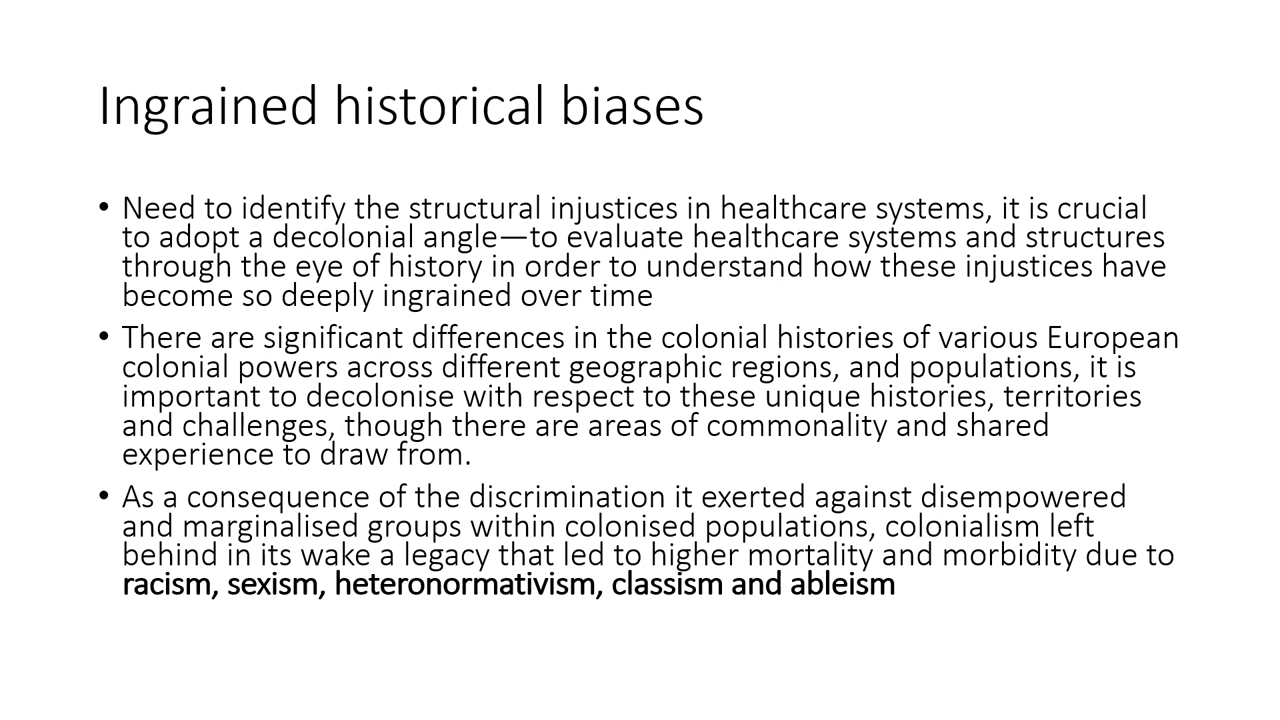 Ingrained historical biases
• Need to identify the structural injustices in healthcare systems, it is crucial
to adopt a decolonial angle—to evaluate healthcare systems and structures
through the eye of history in order to understand how these injustices have
become so deeply ingrained over time
• There are significant differences in the colonial histories of various European
colonial powers across different geographic regions, and populations, it is
important to decolonise with respect to these unique histories, territories
and challenges, though there are areas of commonality and shared
experience to draw from.
• As a consequence of the discrimination it exerted against disempowered
and marginalised groups within colonised populations, colonialism left
behind in its wake a legacy that led to higher mortality and morbidity due to
racism, sexism, heteronormativism, classism and ableism